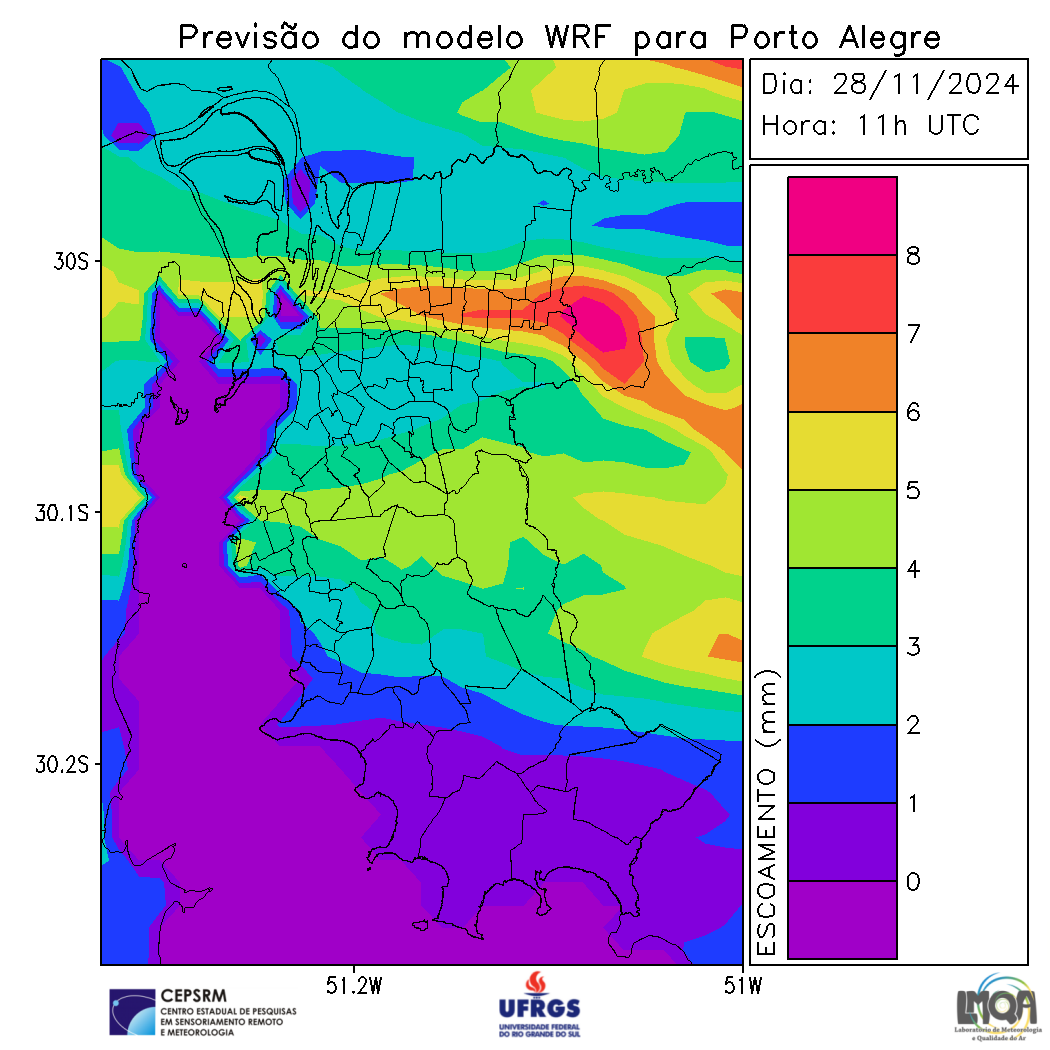 Previsão do modelo WRF para Porto Alegre
Dia: 28/11/2024
Hora: 11h UTC
30S
30.1S
30.2S
51.2W
51W
ESCOAMENTO (mm)
8
7
6
5
4
3
2
1
0
CEPSRM
CENTRO ESTADUAL DE PESQUISAS
EM SENSORIAMENTO REMOTO
E METEOROLOGIA
UFRGS
UNIVERSIDADE FEDERAL
DO RIO GRANDE DO SUL
LMQA
Laboratório de Meteorologia
e Qualidade do Ar